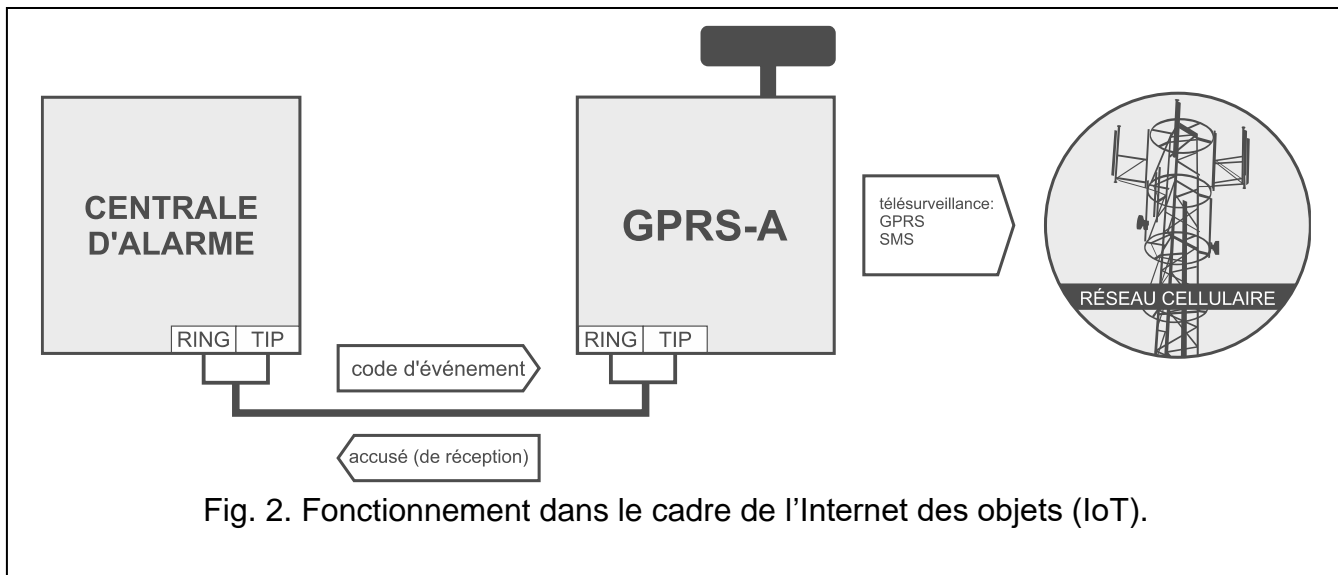 CENTRALE
D'ALARME
RING TIP
code d'événement
accusé (de réception)
GPRS-A
RING TIP
télésurveillance:
GPRS
SMS
RÉSEAU CELLULAIRE
Fig. 2. Fonctionnement dans le cadre de l’Internet des objets (IoT).